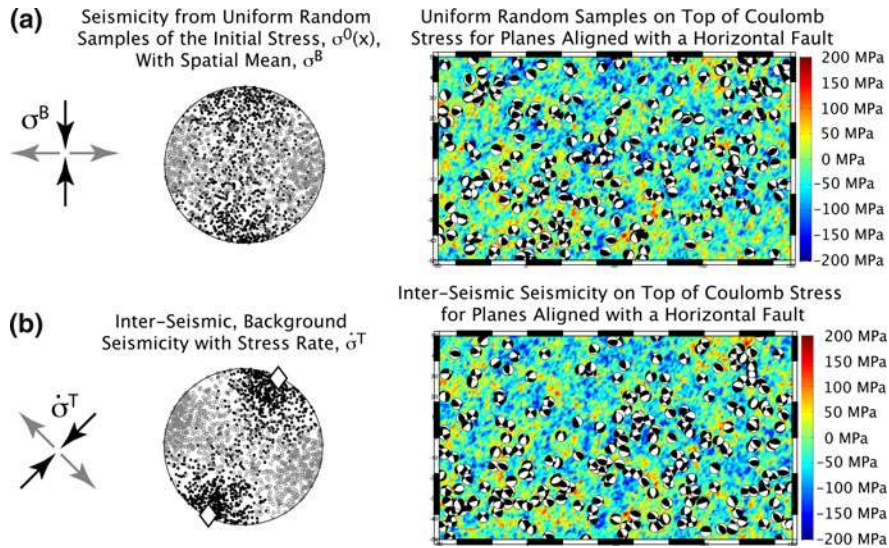 (a)
Seismicity from Uniform Random
Samples of the Initial Stress, σ⁰(x),
With Spatial Mean, σᴮ
Uniform Random Samples on Top of Coulomb
Stress for Planes Aligned with a Horizontal Fault
σᴮ
200 MPa
150 MPa
100 MPa
50 MPa
0 MPa
-50 MPa
-100 MPa
-150 MPa
-200 MPa
(b)
Inter-Seismic, Background
Seismicity with Stress Rate, σ̇ᵀ
Inter-Seismic Seismicity on Top of Coulomb Stress
for Planes Aligned with a Horizontal Fault
σ̇ᵀ
200 MPa
150 MPa
100 MPa
50 MPa
0 MPa
-50 MPa
-100 MPa
-150 MPa
-200 MPa